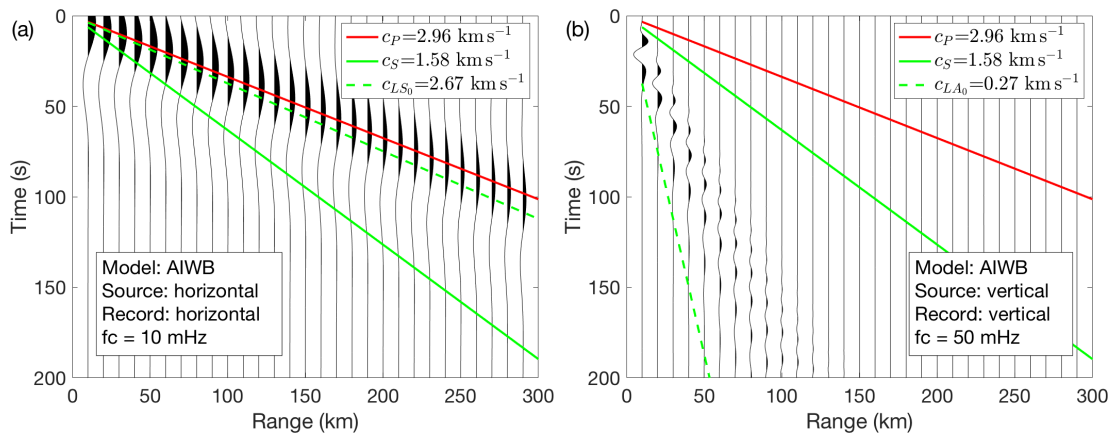 (a)
c_P=2.96 km s⁻¹
c_S=1.58 km s⁻¹
c_{LS₀}=2.67 km s⁻¹
Model: AIWB
Source: horizontal
Record: horizontal
fc = 10 mHz
0
50
100
150
200
Time (s)
0 50 100 150 200 250 300
Range (km)
(b)
c_P=2.96 km s⁻¹
c_S=1.58 km s⁻¹
c_{LA₀}=0.27 km s⁻¹
Model: AIWB
Source: vertical
Record: vertical
fc = 50 mHz
0
50
100
150
200
Time (s)
0 50 100 150 200 250 300
Range (km)